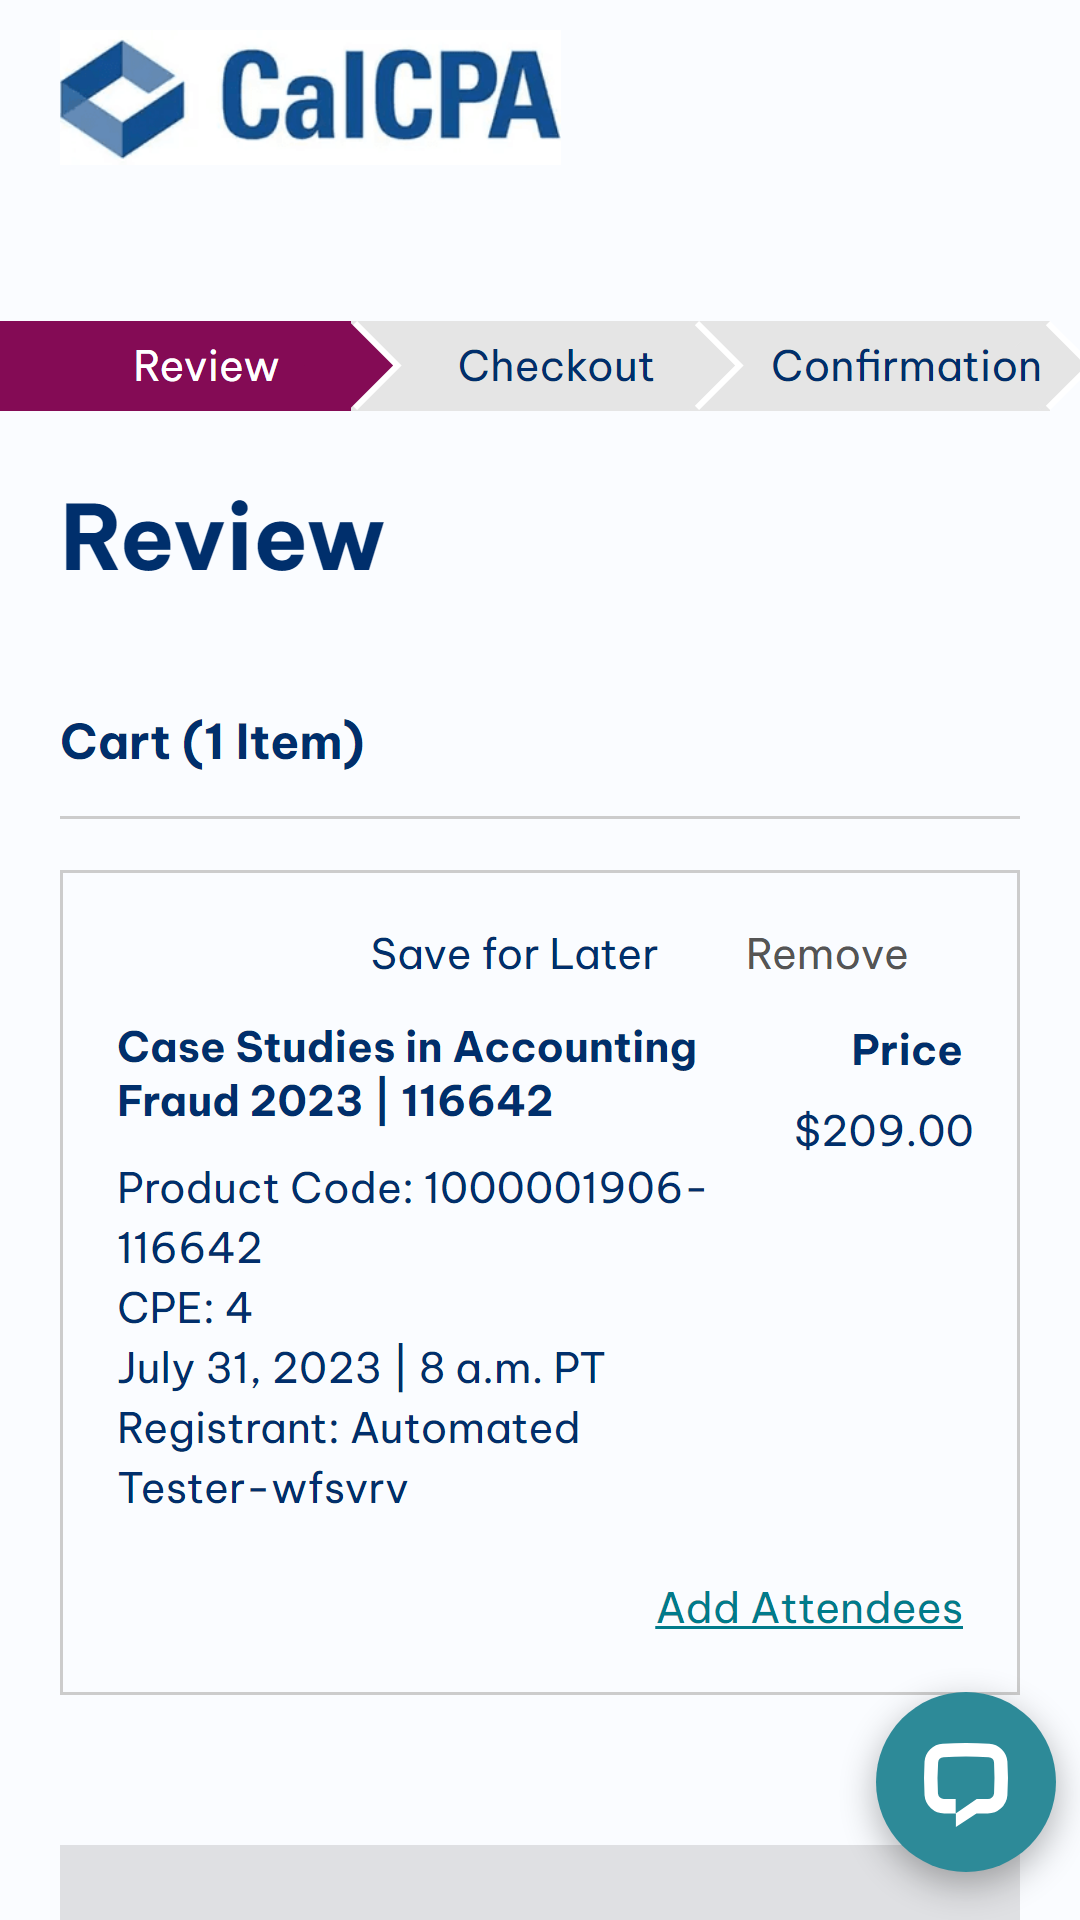 CalCPA
Review
Checkout
Confirmation
Review
Cart (1 Item)
Save for Later
Remove
Case Studies in Accounting
Fraud 2023 | 116642
Price
$209.00
Product Code: 1000001906-
116642
CPE: 4
July 31, 2023 | 8 a.m. PT
Registrant: Automated
Tester-wfsvrv
Add Attendees